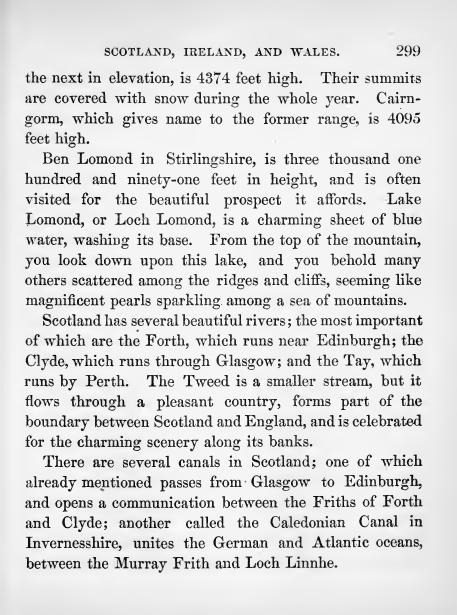 SCOTLAND, IRELAND, AND WALES. 299
the next in elevation, is 4374 feet high. Their summits
are covered with snow during the whole year. Cairn-
gorm, which gives name to the former range, is 4095
feet high.
Ben Lomond in Stirlingshire, is three thousand one
hundred and ninety-one feet in height, and is often
visited for the beautiful prospect it affords. Lake
Lomond, or Loch Lomond, is a charming sheet of blue
water, washing its base. From the top of the mountain,
you look down upon this lake, and you behold many
others scattered among the ridges and cliffs, seeming like
magnificent pearls sparkling among a sea of mountains.
Scotland has several beautiful rivers; the most important
of which are the Forth, which runs near Edinburgh; the
Clyde, which runs through Glasgow; and the Tay, which
runs by Perth. The Tweed is a smaller stream, but it
flows through a pleasant country, forms part of the
boundary between Scotland and England, and is celebrated
for the charming scenery along its banks.
There are several canals in Scotland; one of which
already mentioned passes from Glasgow to Edinburgh,
and opens a communication between the Friths of Forth
and Clyde; another called the Caledonian Canal in
Invernesshire, unites the German and Atlantic oceans,
between the Murray Frith and Loch Linnhe.